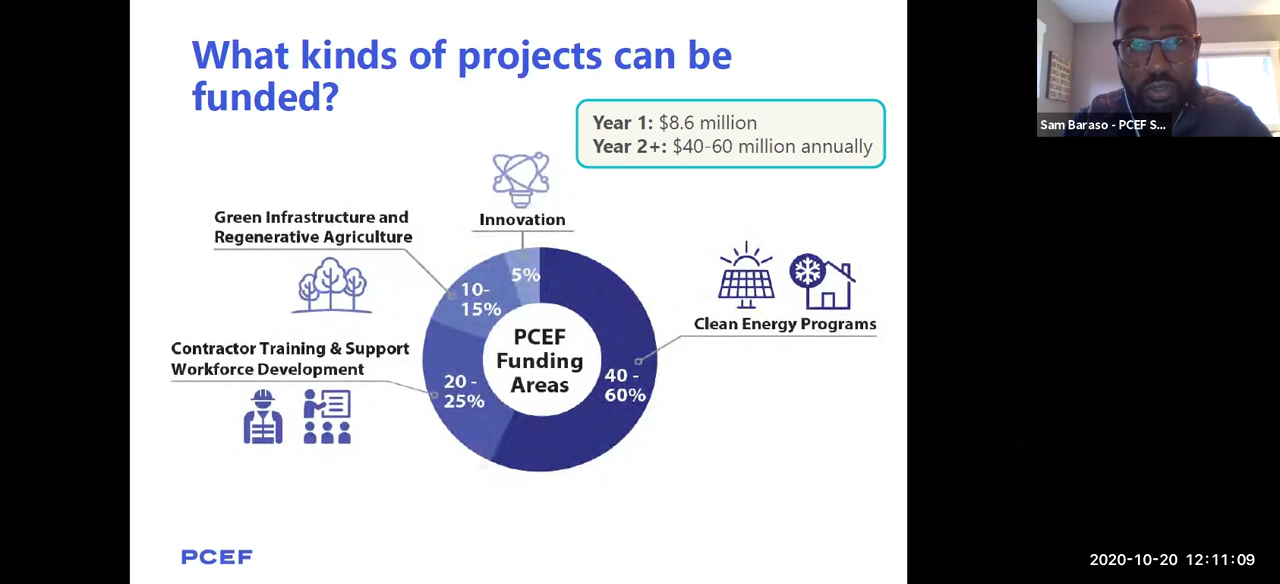 What kinds of projects can be
funded?
Year 1: $8.6 million
Year 2+: $40-60 million annually
Innovation
Green Infrastructure and
Regenerative Agriculture
5%
10-
15%
Clean Energy Programs
PCEF
Funding
Areas
Contractor Training & Support
Workforce Development
20 -
25%
40 -
60%
PCEF
Sam Baraso - PCEF S...
2020-10-20 12:11:09